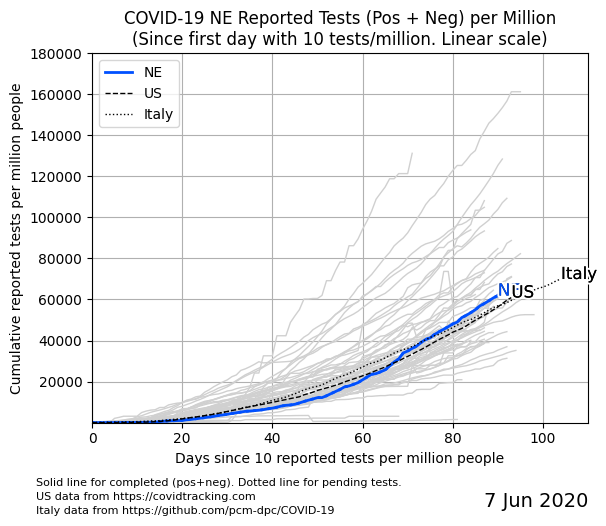 COVID-19 NE Reported Tests (Pos + Neg) per Million
(Since first day with 10 tests/million. Linear scale)
Cumulative reported tests per million people
180000
160000
140000
120000
100000
80000
60000
40000
20000
NE
US
Italy
NE
US
Italy
0 20 40 60 80 100
Days since 10 reported tests per million people
Solid line for completed (pos+neg). Dotted line for pending tests.
US data from https://covidtracking.com
Italy data from https://github.com/pcm-dpc/COVID-19
7 Jun 2020